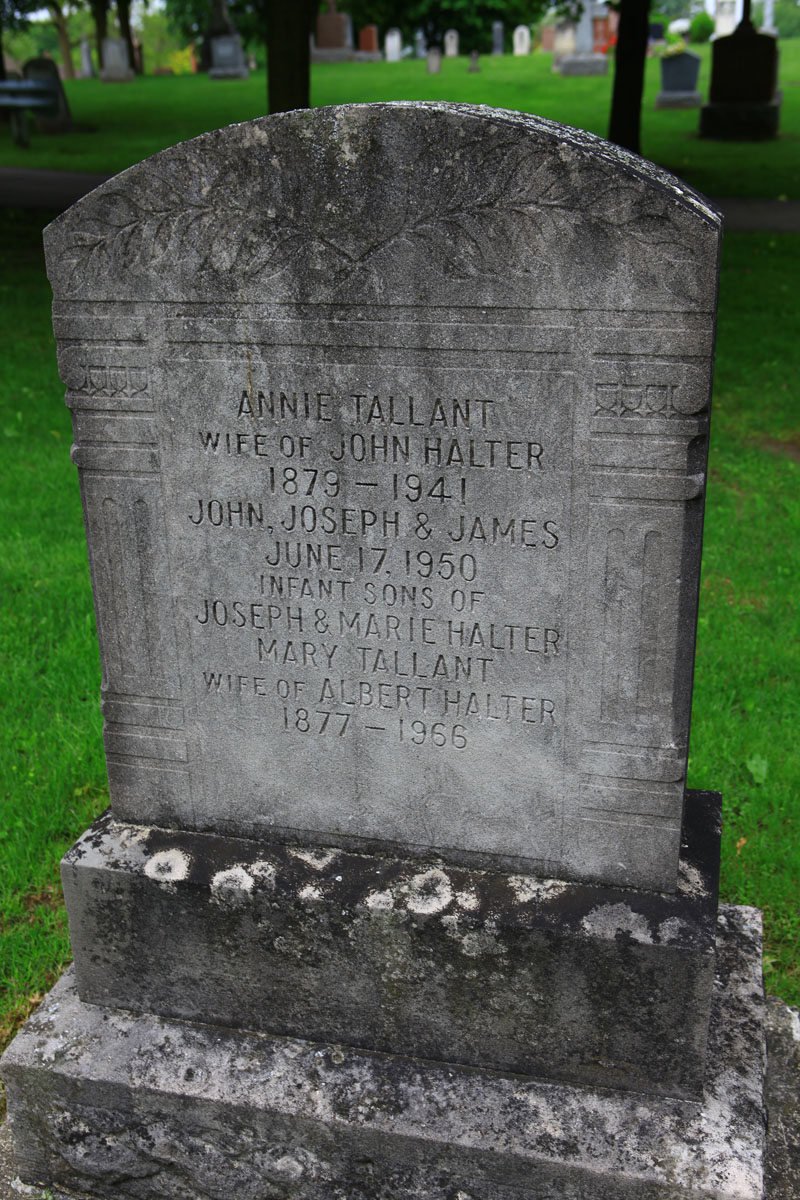 ANNIE TALLANT
WIFE OF JOHN HALTER
1879 – 1941
JOHN, JOSEPH & JAMES
JUNE 17, 1950
INFANT SONS OF
JOSEPH & MARIE HALTER
MARY TALLANT
WIFE OF ALBERT HALTER
1877 – 1966